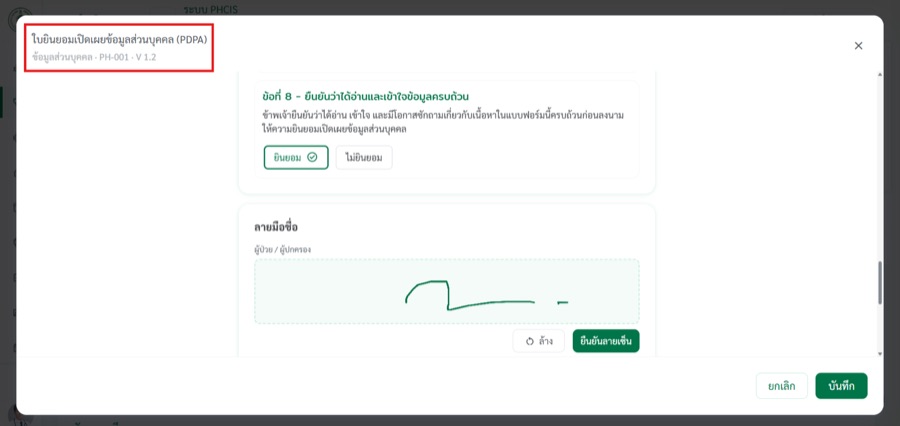 ระบบ PHCIS
ใบยินยอมเปิดเผยข้อมูลส่วนบุคคล (PDPA)
ข้อมูลส่วนบุคคล · PH-001 · V 1.2
ข้อที่ 8 - ยืนยันว่าได้อ่านและเข้าใจข้อมูลครบถ้วน
ข้าพเจ้ายืนยันว่าได้อ่าน เข้าใจ และมีโอกาสซักถามเกี่ยวกับเนื้อหาในแบบฟอร์มนี้ครบถ้วนก่อนลงนาม
ให้ความยินยอมเปิดเผยข้อมูลส่วนบุคคล
ยินยอม
ไม่ยินยอม
ลายมือชื่อ
ผู้ป่วย / ผู้ปกครอง
ล้าง
ยืนยันลายเซ็น
ยกเลิก
บันทึก